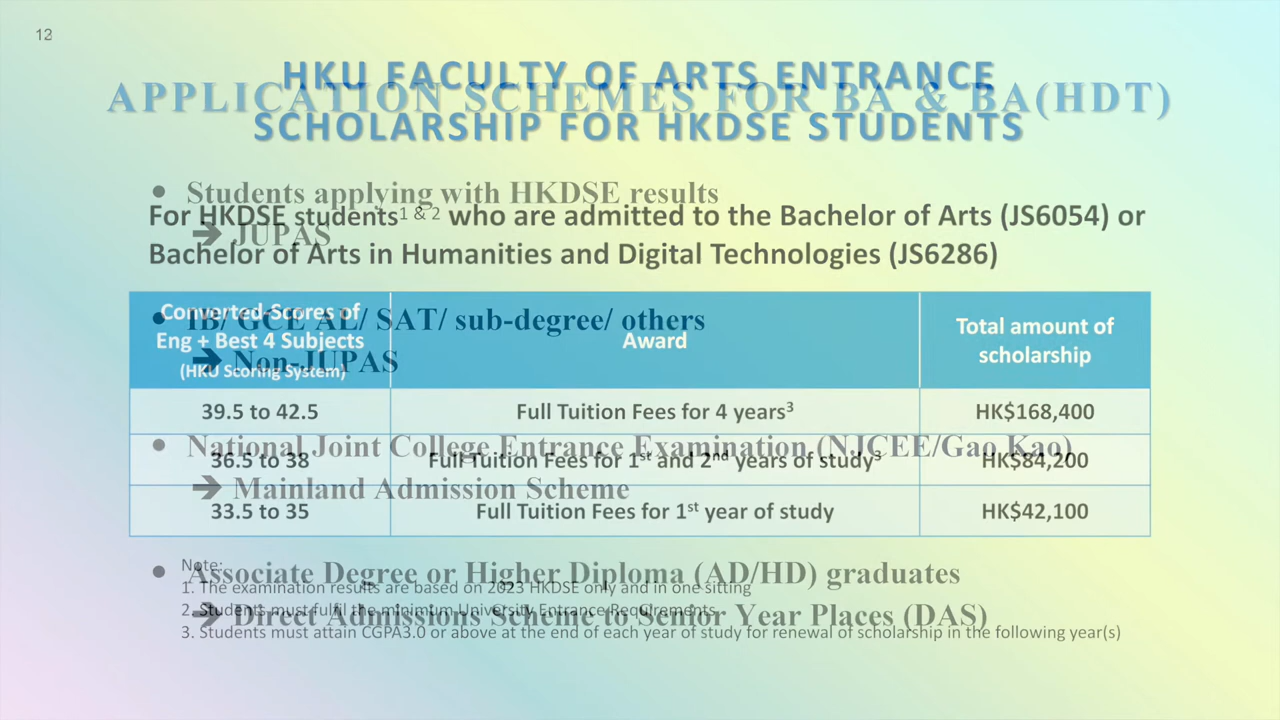 12
HKU FACULTY OF ARTS ENTRANCE
SCHOLARSHIP FOR HKDSE STUDENTS
For HKDSE students1 & 2 who are admitted to the Bachelor of Arts (JS6054) or
Bachelor of Arts in Humanities and Digital Technologies (JS6286)
Converted Scores of
Eng + Best 4 Subjects
(HKU Scoring System)
Award
Total amount of
scholarship
39.5 to 42.5 Full Tuition Fees for 4 years3 HK$168,400
36.5 to 38 Full Tuition Fees for 1st and 2nd years of study3 HK$84,200
33.5 to 35 Full Tuition Fees for 1st year of study HK$42,100
Note:
1. The examination results are based on 2023 HKDSE only and in one sitting
2. Students must fulfil the minimum University Entrance Requirements
3. Students must attain CGPA3.0 or above at the end of each year of study for renewal of scholarship in the following year(s)
APPLICATION SCHEMES FOR BA & BA(HDT)
• Students applying with HKDSE results
➔ JUPAS
• IB/ GCE AL/ SAT/ sub-degree/ others
➔ Non-JUPAS
• National Joint College Entrance Examination (NJCEE/Gao Kao)
➔ Mainland Admission Scheme
• Associate Degree or Higher Diploma (AD/HD) graduates
➔ Direct Admissions Scheme to Senior Year Places (DAS)